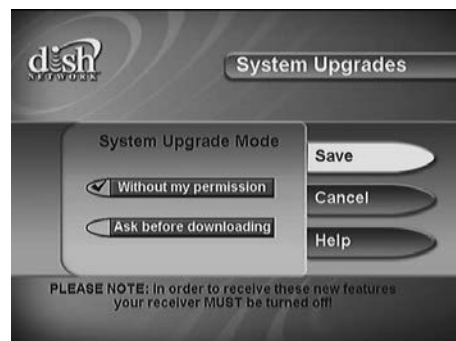 dish
NETWORK
System Upgrades
System Upgrade Mode
Without my permission
Ask before downloading
Save
Cancel
Help
PLEASE NOTE: In order to receive these new features
your receiver MUST be turned off!